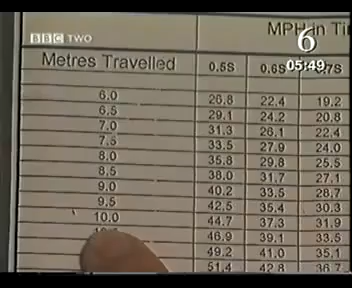 MPH in
BBC TWO
6
Metres Travelled 0.5S 0.6S 0.7S
05:49
6.0 26.8 22.4 19.2
6.5 29.1 24.2 20.8
7.0 31.3 26.1 22.4
7.5 33.5 27.9 24.0
8.0 35.8 29.8 25.5
8.5 38.0 31.7 27.1
9.0 40.2 33.5 28.7
9.5 42.5 35.4 30.3
10.0 44.7 37.3 31.9
46.9 39.1 33.5
49.2 41.0 35.1
51.4 42.8 36.7